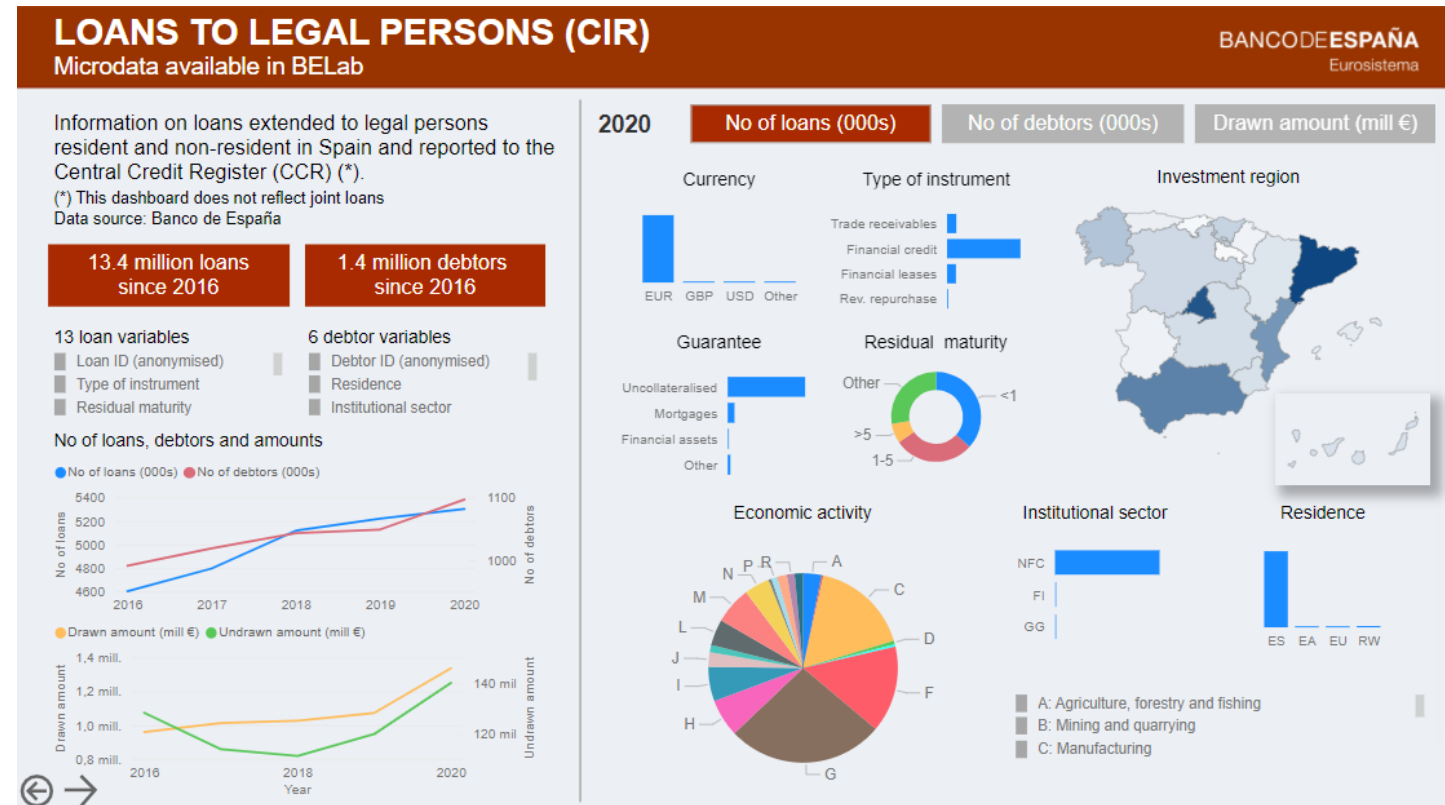 LOANS TO LEGAL PERSONS (CIR)
Microdata available in BELab
BANCODEESPAÑA
Eurosistema
Information on loans extended to legal persons
resident and non-resident in Spain and reported to the
Central Credit Register (CCR) (*).
(*) This dashboard does not reflect joint loans
Data source: Banco de España
13.4 million loans
since 2016
1.4 million debtors
since 2016
13 loan variables
Loan ID (anonymised)
Type of instrument
Residual maturity
6 debtor variables
Debtor ID (anonymised)
Residence
Institutional sector
No of loans, debtors and amounts
No of loans (000s) No of debtors (000s)
No of loans
5400
5200
5000
4800
4600
1100
1000
No of debtors
2016 2017 2018 2019 2020
Drawn amount (mill €) Undrawn amount (mill €)
Drawn amount
1,4 mill.
1,2 mill.
1,0 mill.
0,8 mill.
140 mil
120 mil
Undrawn amount
2016 2018 2020
Year
2020
No of loans (000s)
No of debtors (000s)
Drawn amount (mill €)
Currency
EUR GBP USD Other
Type of instrument
Trade receivables
Financial credit
Financial leases
Rev. repurchase
Investment region
Guarantee
Uncollateralised
Mortgages
Financial assets
Other
Residual maturity
Other
<1
>5
1-5
Economic activity
A
C
D
F
G
H
I
J
L
M
N
P
R
Institutional sector
NFC
FI
GG
Residence
ES EA EU RW
A: Agriculture, forestry and fishing
B: Mining and quarrying
C: Manufacturing